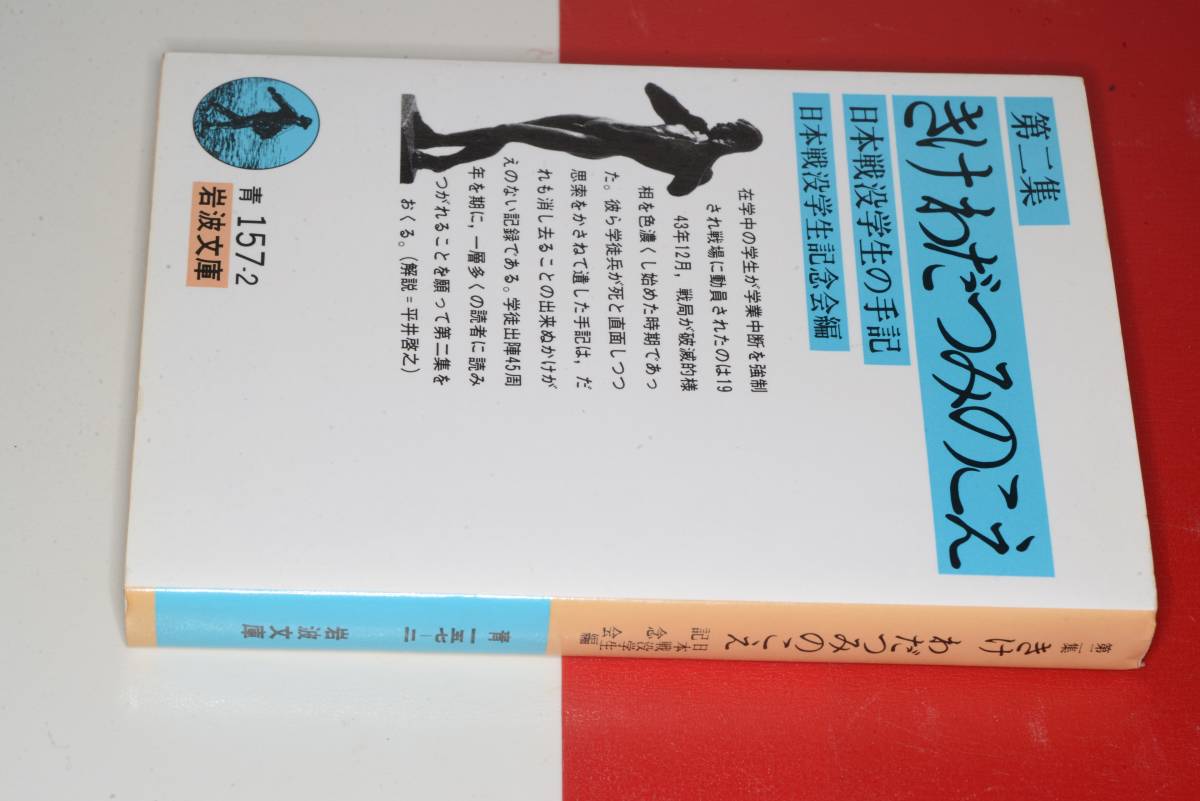 第二集
きけわだつみのこえ
日本戦没学生の手記
日本戦没学生記念会編
在学中の学生が学業中断を強制
され戦場に動員されたのは19
43年12月，戦局が破滅的様
相を色濃くし始めた時期であっ
た。彼ら学徒兵が死と直面しつつ
思索をかさねて遺した手記は，だ
れも消し去ることの出来ぬかけが
えのない記録である。学徒出陣45周
年を期に，一層多くの読者に読み
つがれることを願って第二集を
おくる。（解説＝平井啓之）
青 157-2
岩波文庫
第二集 きけ わだつみのこえ
日本戦没学生
記念会編
青 一五七-二
岩波文庫